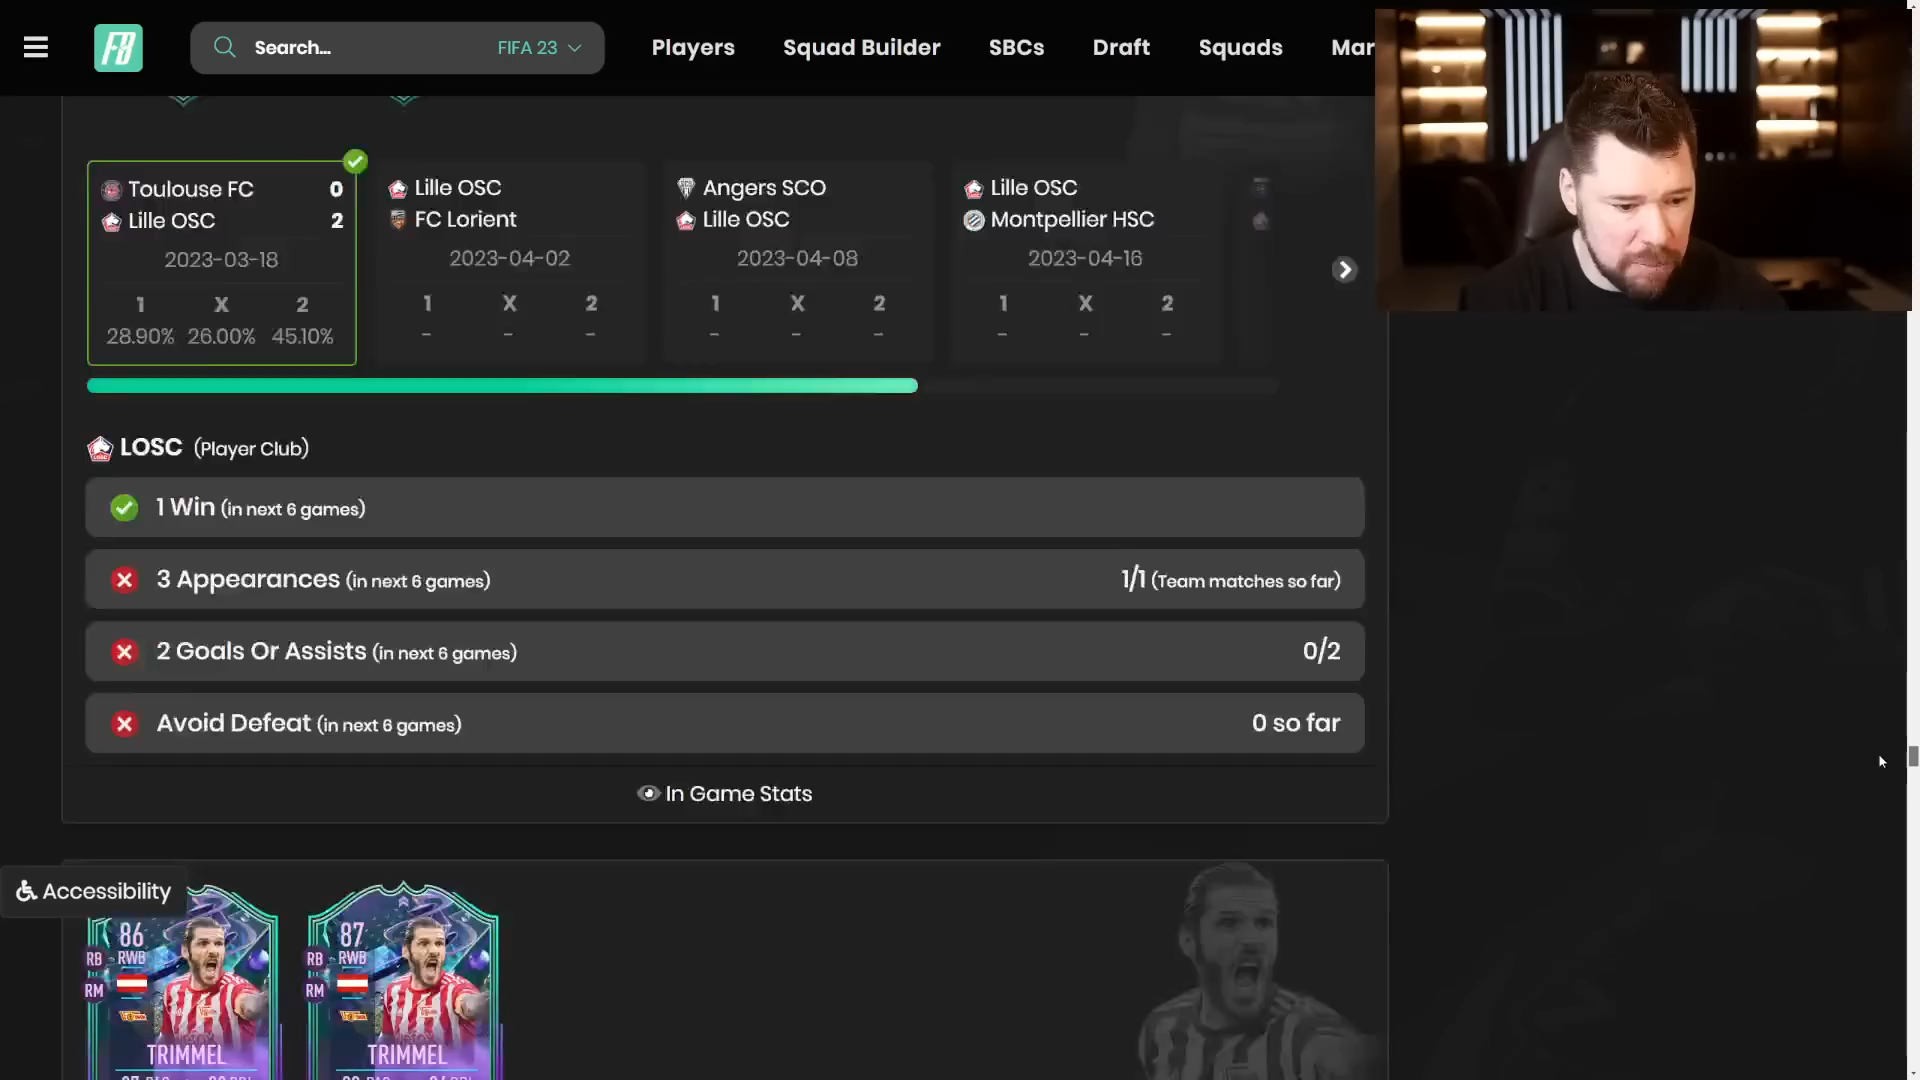 Search...
FIFA 23
Players
Squad Builder
SBCs
Draft
Squads
Mar
Toulouse FC 0
Lille OSC 2
2023-03-18
1 X 2
28.90% 26.00% 45.10%
Lille OSC
FC Lorient
2023-04-02
1 X 2
- - -
Angers SCO
Lille OSC
2023-04-08
1 X 2
- - -
Lille OSC
Montpellier HSC
2023-04-16
1 X 2
- - -
LOSC (Player Club)
1 Win (in next 6 games)
3 Appearances (in next 6 games) 1/1 (Team matches so far)
2 Goals Or Assists (in next 6 games) 0/2
Avoid Defeat (in next 6 games) 0 so far
In Game Stats
Accessibility
86
RWB
RB
RM
TRIMMEL
87
RWB
RB
RM
TRIMMEL